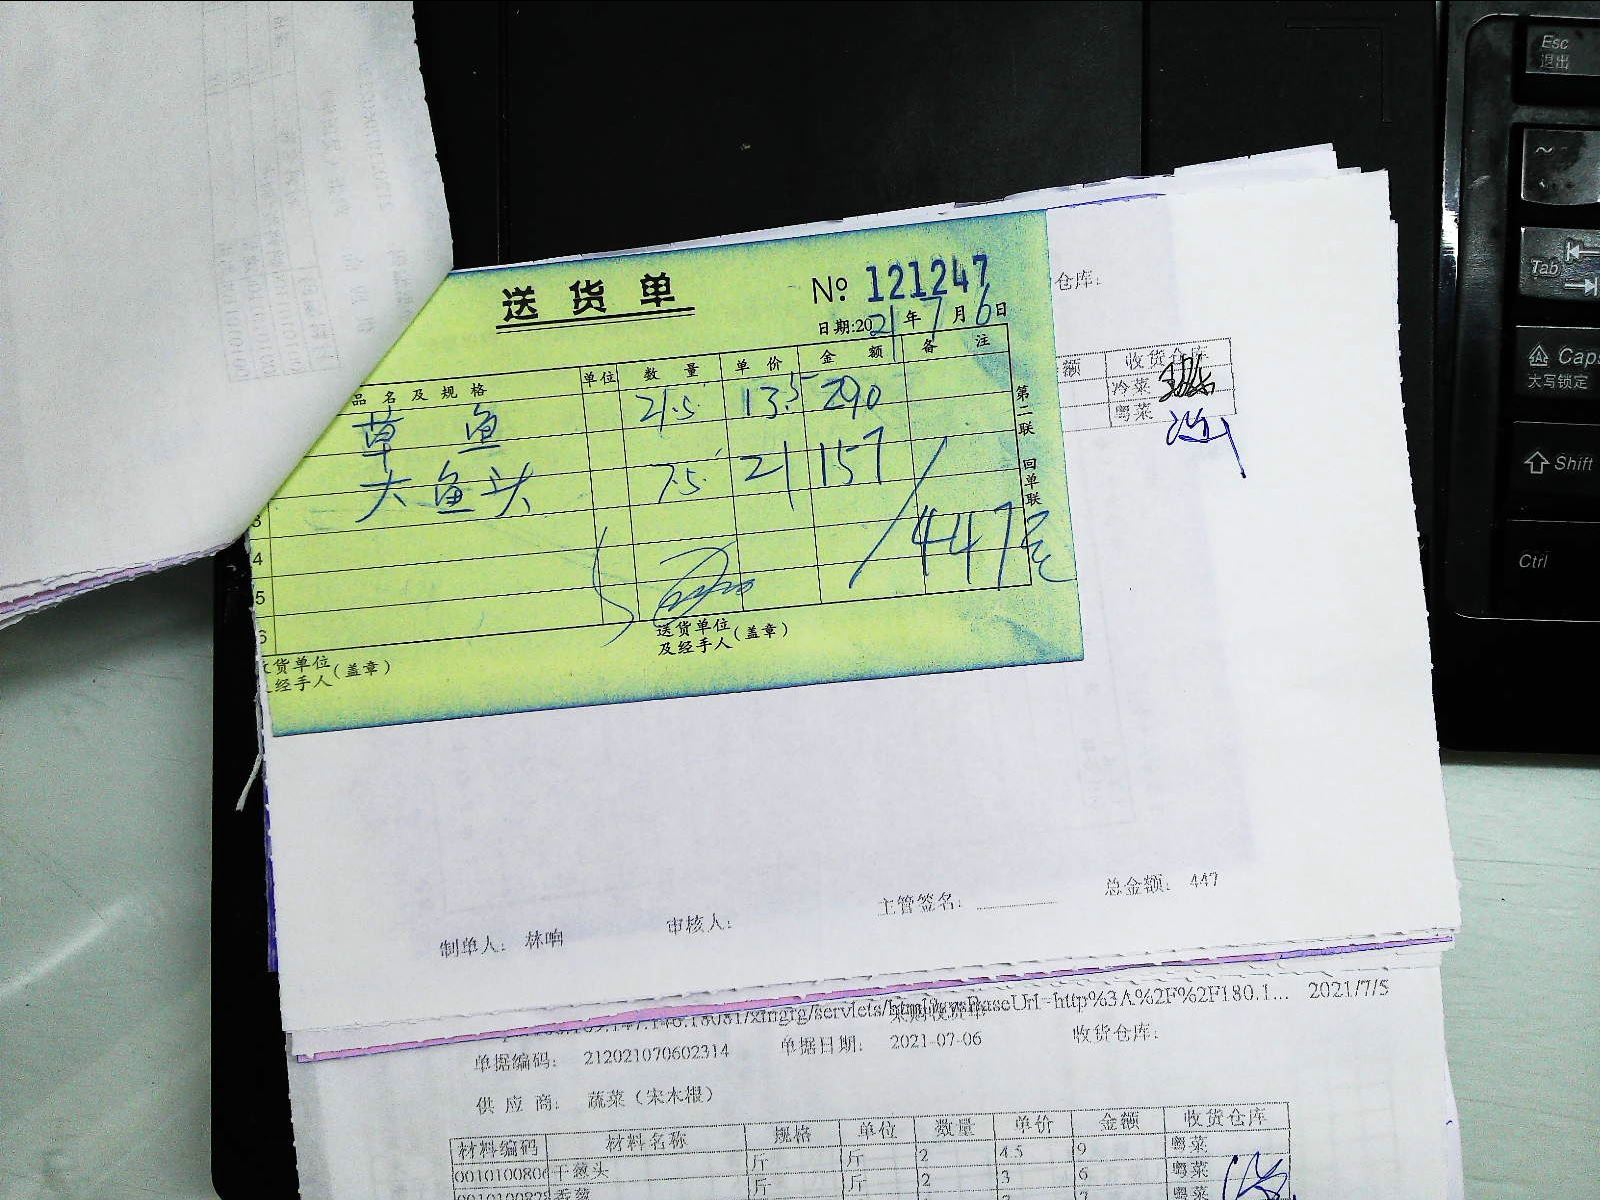 送货单
№ 121247
日期:2021年7月6日
品名及规格 单位 数量 单价 金额 备注
草鱼 21.5 13.5 290
大鱼头 7.5 21 157
3
4
5
6
447元
第二联 回单联
货单位
经手人(盖章)
送货单位
及经手人(盖章)
仓库:
额 收货仓库
冷菜
粤菜
总金额: 447
主管签名:
审核人:
制单人: 林响
2021/7/5
单据编码: 212021070602314 单据日期: 2021-07-06 收货仓库:
供应商: 蔬菜(宋木根)
材料编码 材料名称 规格 单位 数量 单价 金额 收货仓库
干葱头 斤 斤 2 4.5 9 粤菜
香葱 斤 斤 2 3 6 粤菜
粤菜
Esc
退出
~
Tab
Caps
大写锁定
Shift
Ctrl